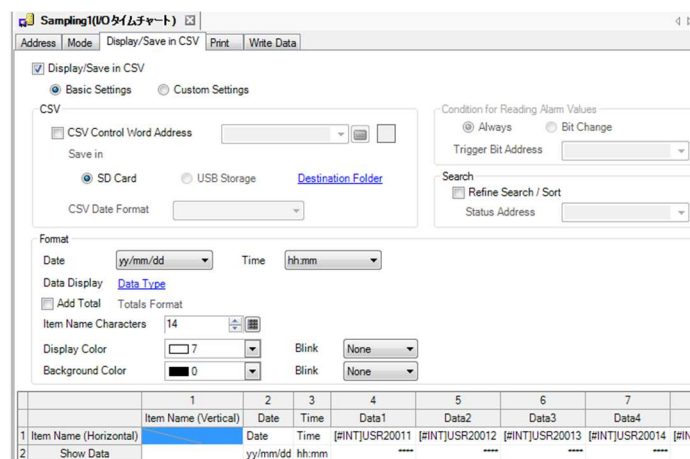 Sampling1(I/Oタイムチャート)
Address Mode Display/Save in CSV Print Write Data
Display/Save in CSV
Basic Settings Custom Settings
CSV
CSV Control Word Address
Save in
SD Card USB Storage Destination Folder
CSV Date Format
Condition for Reading Alarm Values
Always Bit Change
Trigger Bit Address
Search
Refine Search / Sort
Status Address
Format
Date yy/mm/dd Time hh:mm
Data Display Data Type
Add Total Totals Format
Item Name Characters 14
Display Color 7 Blink None
Background Color 0 Blink None
1 2 3 4 5 6 7
Item Name (Vertical) Date Time Data1 Data2 Data3 Data4
1 Item Name (Horizontal) Date Time [#INT]USR20011 [#INT]USR20012 [#INT]USR20013 [#INT]USR20014 [#IN
2 Show Data yy/mm/dd hh:mm ---- ---- ---- ----